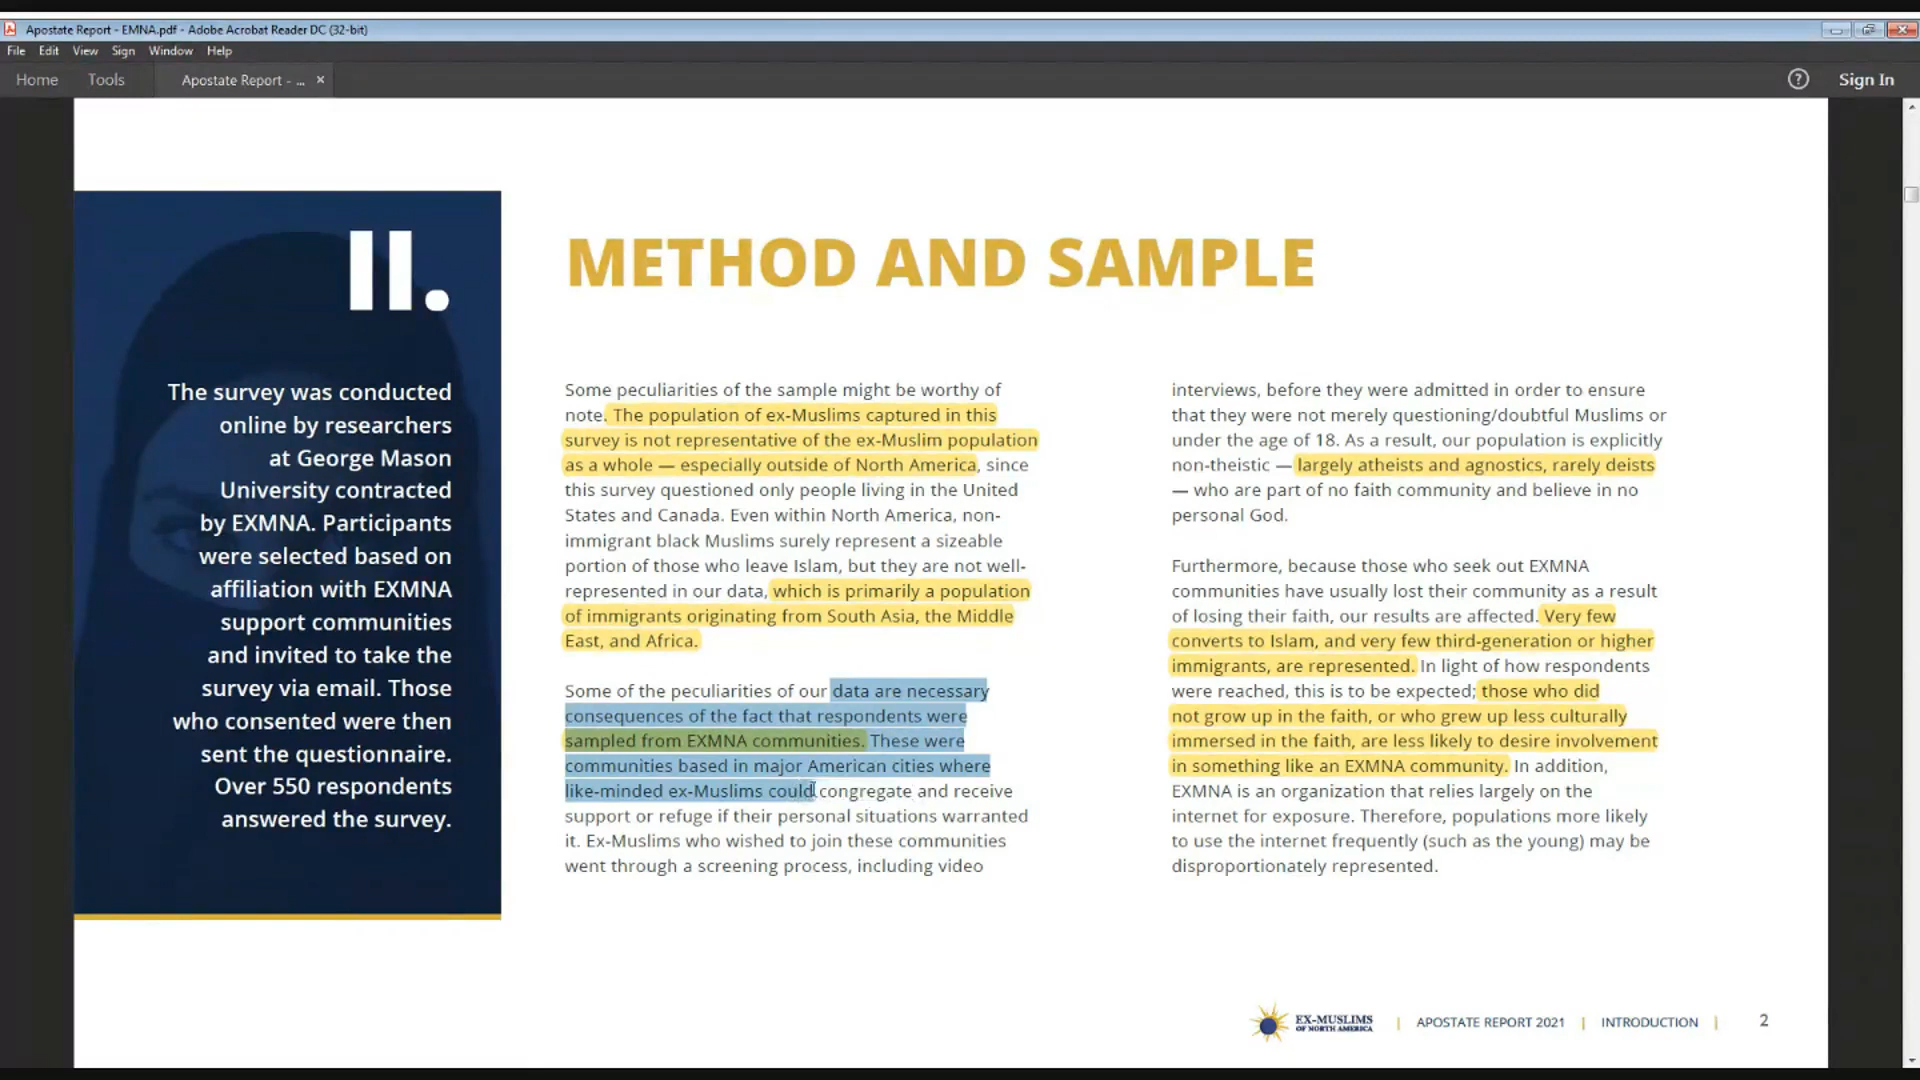 Apostate Report - EMNA.pdf - Adobe Acrobat Reader DC (32-bit)
File Edit View Sign Window Help
Home Tools Apostate Report - ... × ? Sign In
II.
The survey was conducted
online by researchers
at George Mason
University contracted
by EXMNA. Participants
were selected based on
affiliation with EXMNA
support communities
and invited to take the
survey via email. Those
who consented were then
sent the questionnaire.
Over 550 respondents
answered the survey.
METHOD AND SAMPLE
Some peculiarities of the sample might be worthy of
note. The population of ex-Muslims captured in this
survey is not representative of the ex-Muslim population
as a whole — especially outside of North America, since
this survey questioned only people living in the United
States and Canada. Even within North America, non-
immigrant black Muslims surely represent a sizeable
portion of those who leave Islam, but they are not well-
represented in our data, which is primarily a population
of immigrants originating from South Asia, the Middle
East, and Africa.
Some of the peculiarities of our data are necessary
consequences of the fact that respondents were
sampled from EXMNA communities. These were
communities based in major American cities where
like-minded ex-Muslims could congregate and receive
support or refuge if their personal situations warranted
it. Ex-Muslims who wished to join these communities
went through a screening process, including video
interviews, before they were admitted in order to ensure
that they were not merely questioning/doubtful Muslims or
under the age of 18. As a result, our population is explicitly
non-theistic — largely atheists and agnostics, rarely deists
— who are part of no faith community and believe in no
personal God.
Furthermore, because those who seek out EXMNA
communities have usually lost their community as a result
of losing their faith, our results are affected. Very few
converts to Islam, and very few third-generation or higher
immigrants, are represented. In light of how respondents
were reached, this is to be expected; those who did
not grow up in the faith, or who grew up less culturally
immersed in the faith, are less likely to desire involvement
in something like an EXMNA community. In addition,
EXMNA is an organization that relies largely on the
internet for exposure. Therefore, populations more likely
to use the internet frequently (such as the young) may be
disproportionately represented.
EX-MUSLIMS
OF NORTH AMERICA
| APOSTATE REPORT 2021 | INTRODUCTION | 2